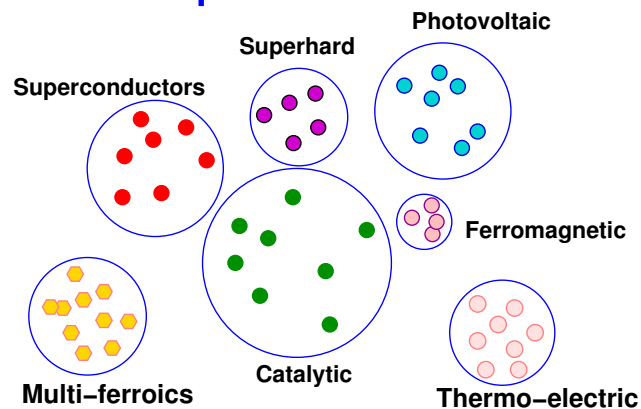 Photovoltaic
Superhard
Superconductors
Ferromagnetic
Catalytic
Multi−ferroics
Thermo−electric